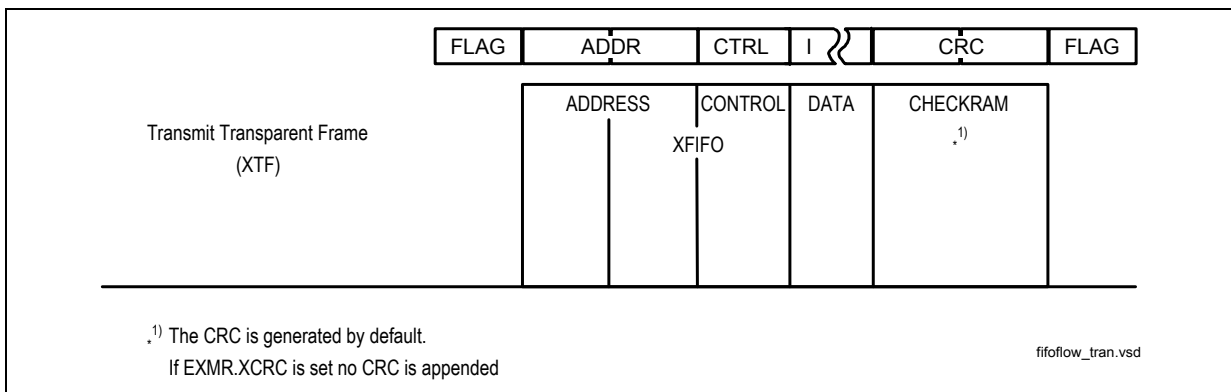 FLAG ADDR CTRL I CRC FLAG
ADDRESS CONTROL DATA CHECKRAM
Transmit Transparent Frame
(XTF)
XFIFO
*1)
*1) The CRC is generated by default.
If EXMR.XCRC is set no CRC is appended
fifoflow_tran.vsd